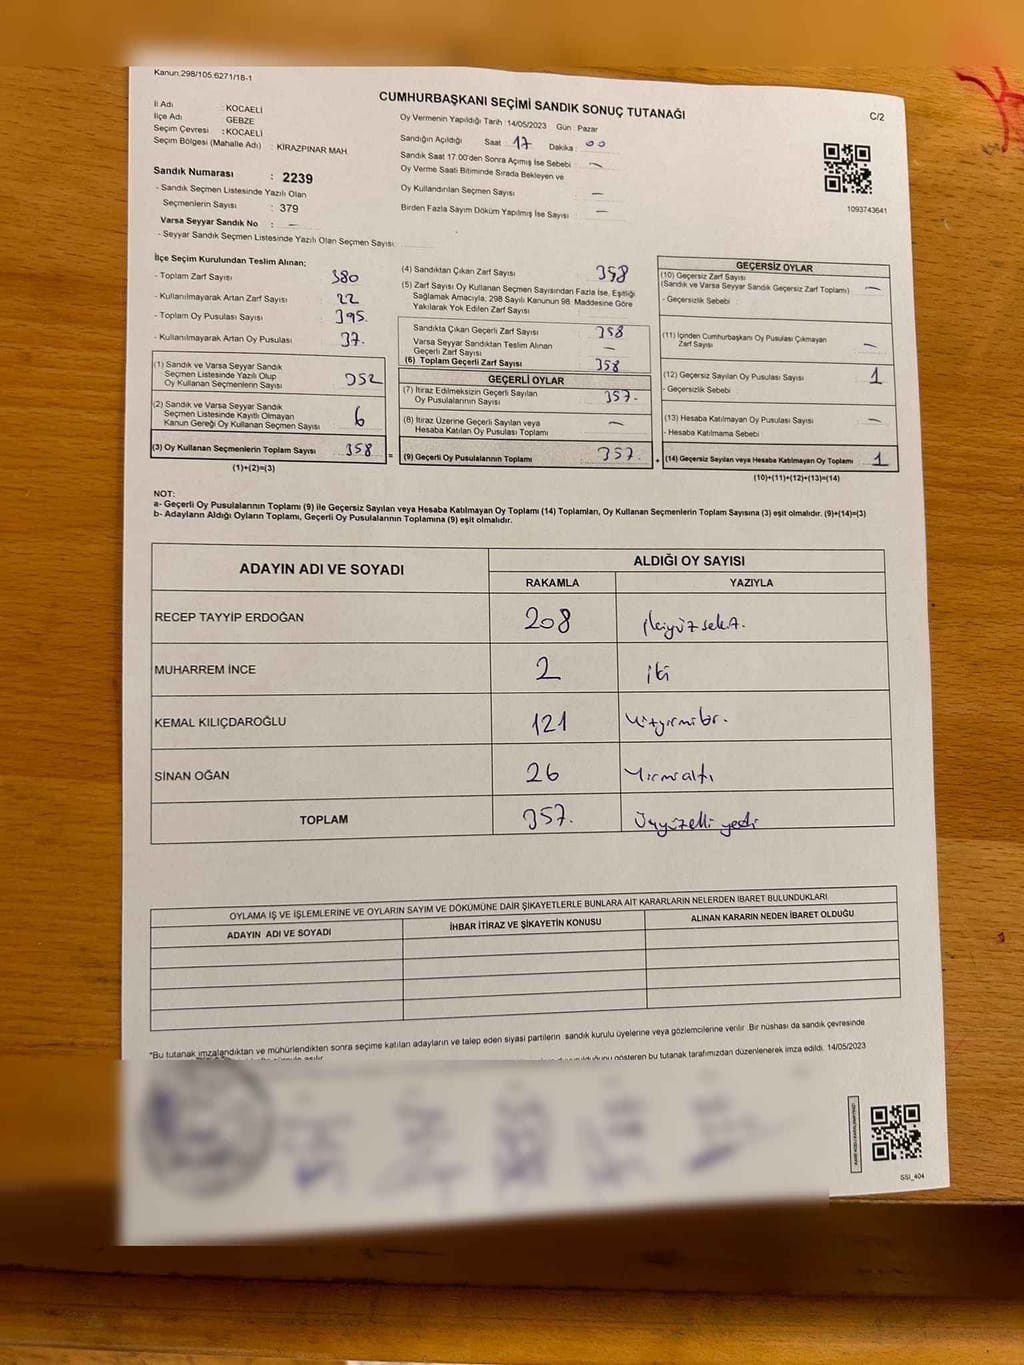 Kanun:298/105.6271/18-1
CUMHURBAŞKANI SEÇİMİ SANDIK SONUÇ TUTANAĞI
C/2
İl Adı : KOCAELİ
İlçe Adı GEBZE
Seçim Çevresi : KOCAELİ
Seçim Bölgesi (Mahalle Adı) : KİRAZPINAR MAH.
Sandık Numarası : 2239
- Sandık Seçmen Listesinde Yazılı Olan
Seçmenlerin Sayısı : 379
Varsa Seyyar Sandık No : —
- Seyyar Sandık Seçmen Listesinde Yazılı Olan Seçmen Sayısı:
Oy Vermenin Yapıldığı Tarih : 14/05/2023 Gün : Pazar
Sandığın Açıldığı Saat 17 Dakika : 00
Sandık Saat 17.00'den Sonra Açılmış İse Sebebi : —
Oy Verme Saati Bitiminde Sırada Bekleyen ve
Oy Kullandırılan Seçmen Sayısı —
Birden Fazla Sayım Döküm Yapılmış İse Sayısı : —
1093743641
İlçe Seçim Kurulundan Teslim Alınan;
- Toplam Zarf Sayısı 380
- Kullanılmayarak Artan Zarf Sayısı 22
- Toplam Oy Pusulası Sayısı 395.
- Kullanılmayarak Artan Oy Pusulası 37.
(1) Sandık ve Varsa Seyyar Sandık
Seçmen Listesinde Yazılı Olup
Oy Kullanan Seçmenlerin Sayısı 352
(2) Sandık ve Varsa Seyyar Sandık
Seçmen Listesinde Kayıtlı Olmayan
Kanun Gereği Oy Kullanan Seçmen Sayısı 6
(3) Oy Kullanan Seçmenlerin Toplam Sayısı 358
(1)+(2)=(3)
=
(4) Sandıktan Çıkan Zarf Sayısı 358
(5) Zarf Sayısı Oy Kullanan Seçmen Sayısından Fazla İse, Eşitliği
Sağlamak Amacıyla; 298 Sayılı Kanunun 98. Maddesine Göre
Yakılarak Yok Edilen Zarf Sayısı
Sandıkta Çıkan Geçerli Zarf Sayısı 358
Varsa Seyyar Sandıktan Teslim Alınan
Geçerli Zarf Sayısı —
(6) Toplam Geçerli Zarf Sayısı 358
GEÇERLİ OYLAR
(7) İtiraz Edilmeksizin Geçerli Sayılan
Oy Pusulalarının Sayısı 357.
(8) İtiraz Üzerine Geçerli Sayılan veya
Hesaba Katılan Oy Pusulası Toplamı —
(9) Geçerli Oy Pusulalarının Toplamı 357.
+
GEÇERSİZ OYLAR
(10) Geçersiz Zarf Sayısı
(Sandık ve Varsa Seyyar Sandık Geçersiz Zarf Toplamı) —
- Geçersizlik Sebebi
(11) İçinden Cumhurbaşkanı Oy Pusulası Çıkmayan
Zarf Sayısı —
(12) Geçersiz Sayılan Oy Pusulası Sayısı 1
- Geçersizlik Sebebi
(13) Hesaba Katılmayan Oy Pusulası Sayısı —
- Hesaba Katılmama Sebebi
(14) Geçersiz Sayılan veya Hesaba Katılmayan Oy Toplamı 1
(10)+(11)+(12)+(13)=(14)
NOT:
a- Geçerli Oy Pusulalarının Toplamı (9) ile Geçersiz Sayılan veya Hesaba Katılmayan Oy Toplamı (14) Toplamları, Oy Kullanan Seçmenlerin Toplam Sayısına (3) eşit olmalıdır. (9)+(14)=(3)
b- Adayların Aldığı Oyların Toplamı, Geçerli Oy Pusulalarının Toplamına (9) eşit olmalıdır.
ADAYIN ADI VE SOYADI ALDIĞI OY SAYISI
RAKAMLA YAZIYLA
RECEP TAYYİP ERDOĞAN 208 ikiyüzsekz.
MUHARREM İNCE 2 iki
KEMAL KILIÇDAROĞLU 121 yüzyirmibir.
SİNAN OĞAN 26 Yirmialtı
TOPLAM 357. Üçyüzelli yedi
OYLAMA İŞ VE İŞLEMLERİNE VE OYLARIN SAYIM VE DÖKÜMÜNE DAİR ŞİKAYETLERLE BUNLARA AİT KARARLARIN NELERDEN İBARET BULUNDUKLARI
ADAYIN ADI VE SOYADI İHBAR İTİRAZ VE ŞİKAYETİN KONUSU ALINAN KARARIN NEDEN İBARET OLDUĞU
*Bu tutanak imzalandıktan ve mühürlendikten sonra seçime katılan adayların ve talep eden siyasi partilerin sandık kurulu üyelerine veya gözlemcilerine verilir. Bir nüshası da sandık çevresinde
gösteren bu tutanak tarafımızdan düzenlenerek imza edildi. 14/05/2023
GSI_404